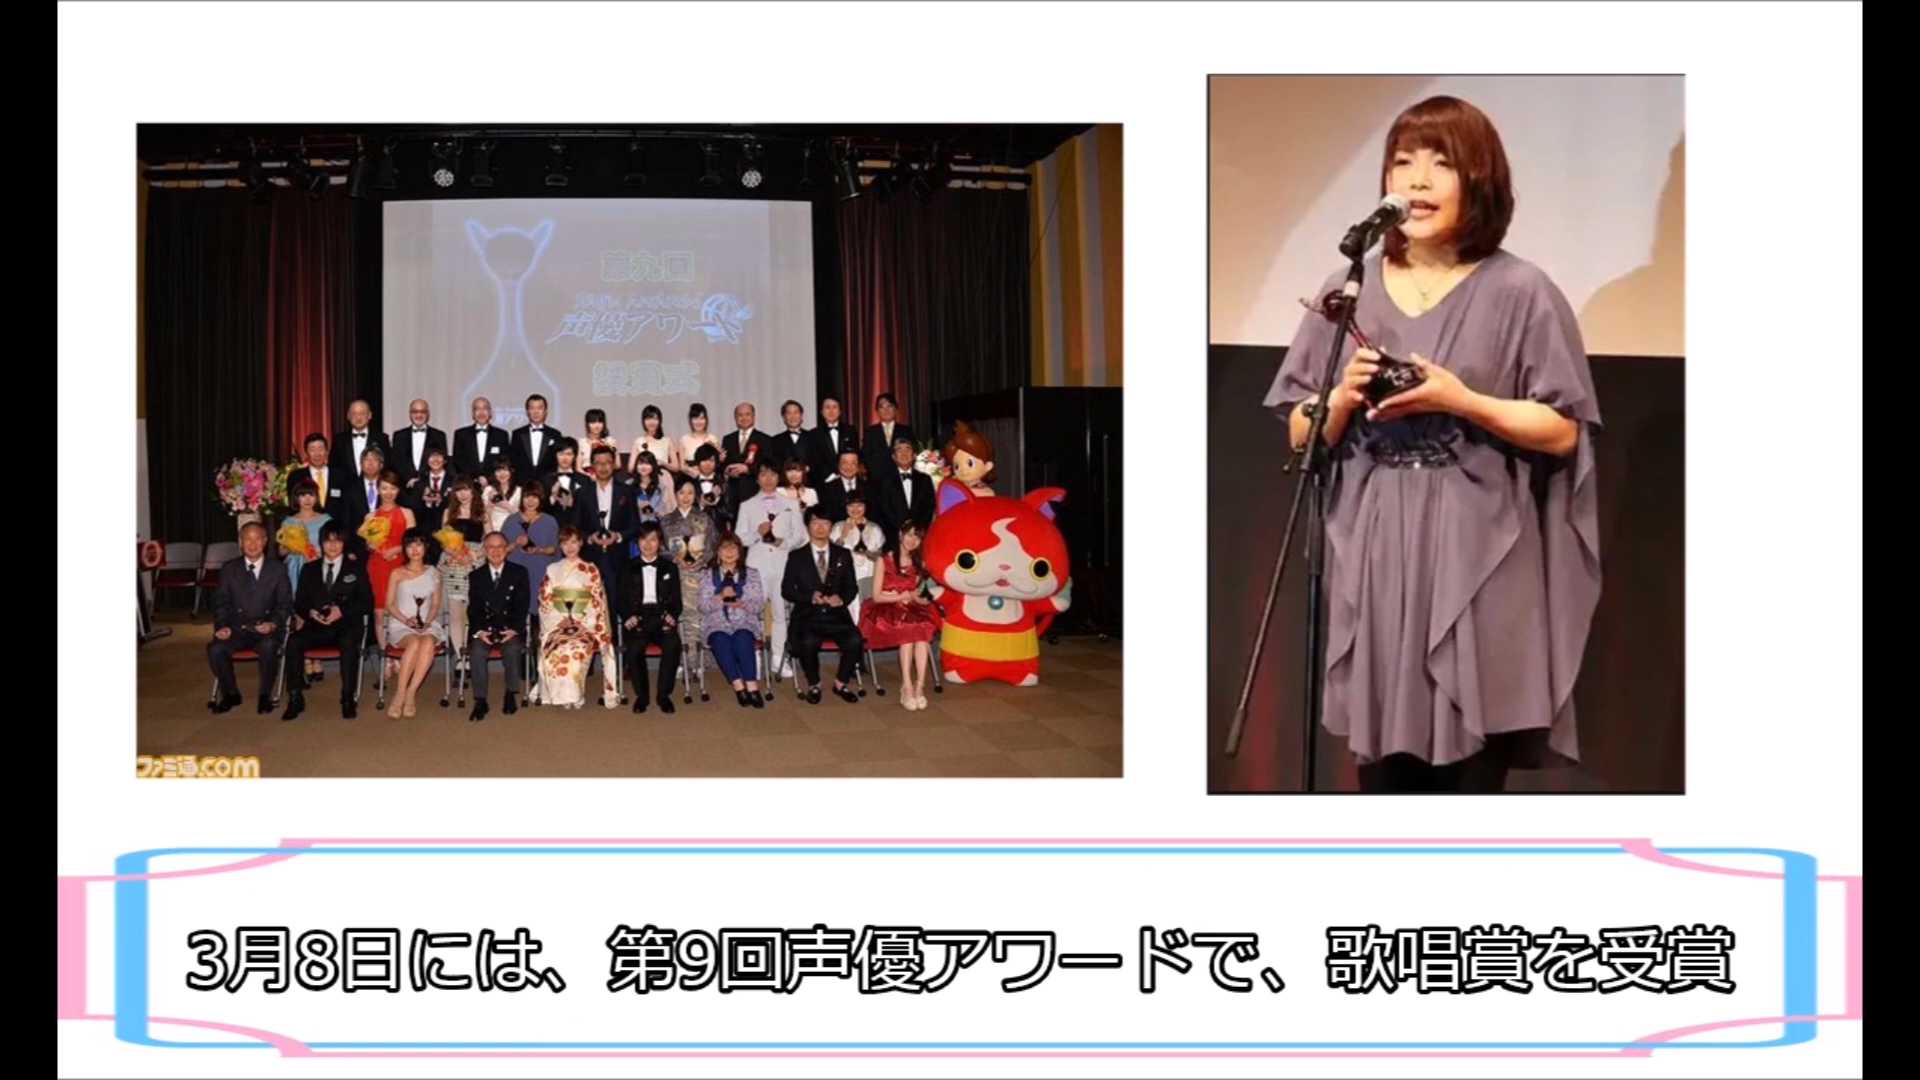 第九回
SEIYU AWARDS
声優アワード
授賞式
ファミ通.com
3月8日には、第9回声優アワードで、歌唱賞を受賞